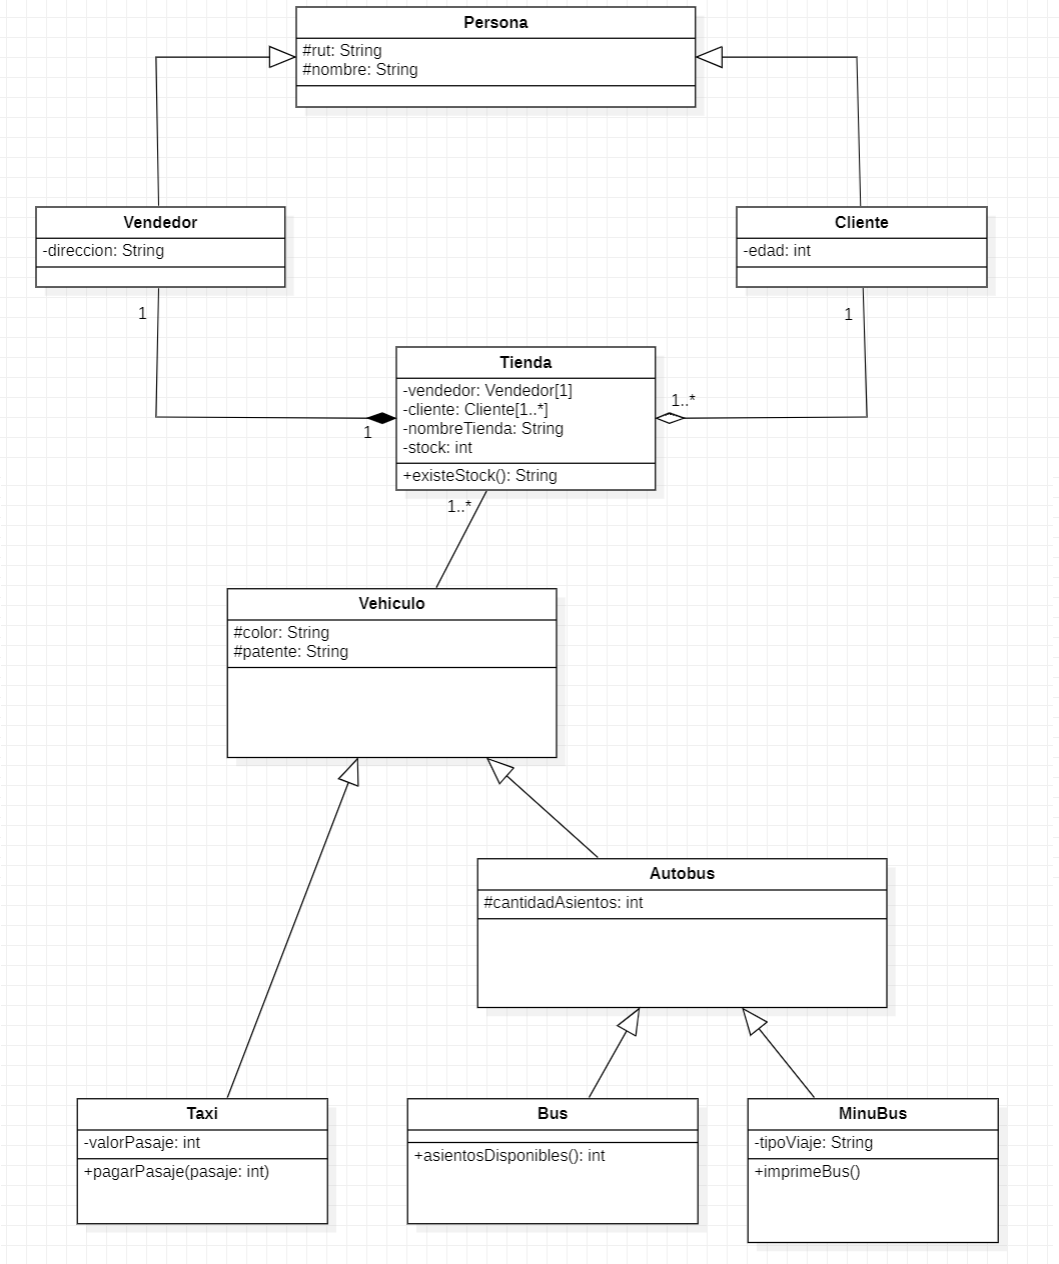 Persona
#rut: String
#nombre: String
Vendedor
-direccion: String
Cliente
-edad: int
1
1
Tienda
-vendedor: Vendedor[1]
-cliente: Cliente[1..*]
-nombreTienda: String
-stock: int
+existeStock(): String
1
1..*
1..*
Vehiculo
#color: String
#patente: String
Autobus
#cantidadAsientos: int
Taxi
-valorPasaje: int
+pagarPasaje(pasaje: int)
Bus
+asientosDisponibles(): int
MinuBus
-tipoViaje: String
+imprimeBus()